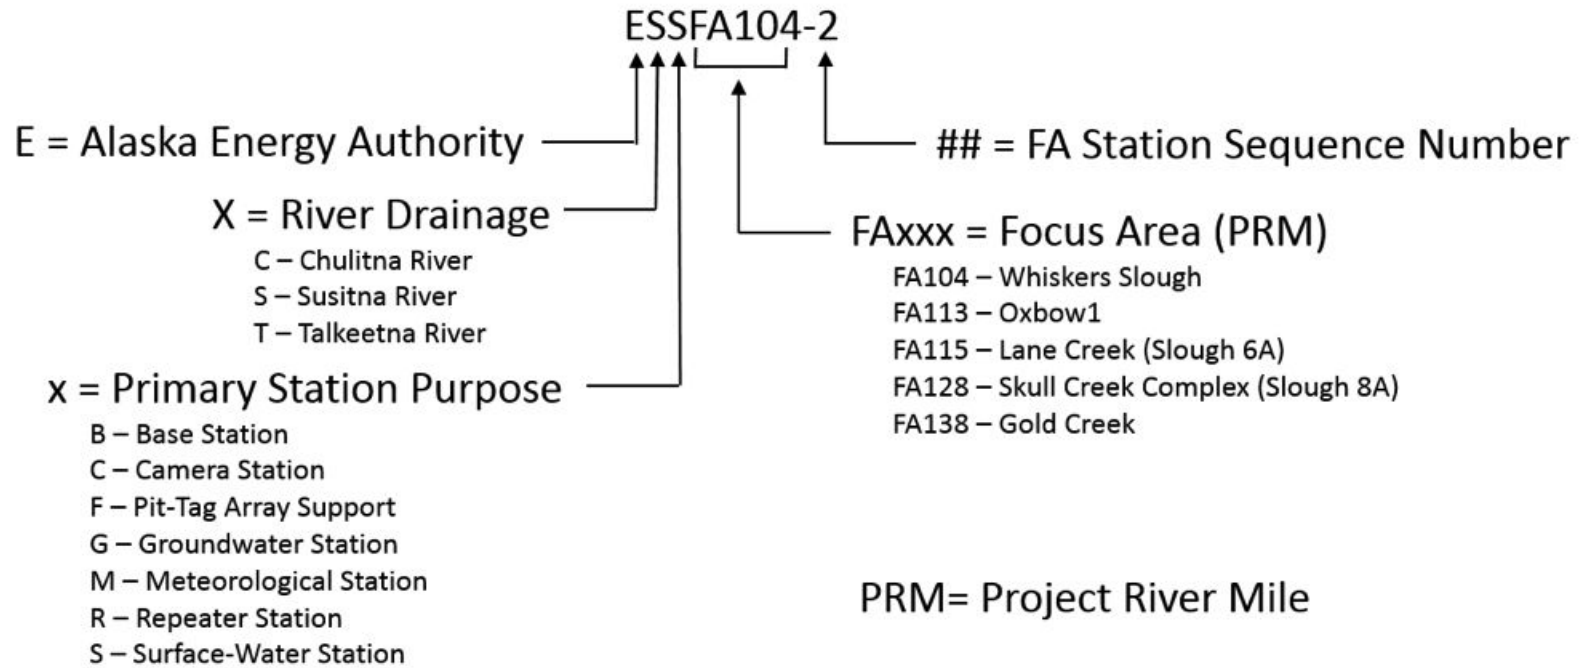 ESSFA104-2
E = Alaska Energy Authority
X = River Drainage
C – Chulitna River
S – Susitna River
T – Talkeetna River
x = Primary Station Purpose
B – Base Station
C – Camera Station
F – Pit-Tag Array Support
G – Groundwater Station
M – Meteorological Station
R – Repeater Station
S – Surface-Water Station
## = FA Station Sequence Number
FAxxx = Focus Area (PRM)
FA104 – Whiskers Slough
FA113 – Oxbow1
FA115 – Lane Creek (Slough 6A)
FA128 – Skull Creek Complex (Slough 8A)
FA138 – Gold Creek
PRM= Project River Mile